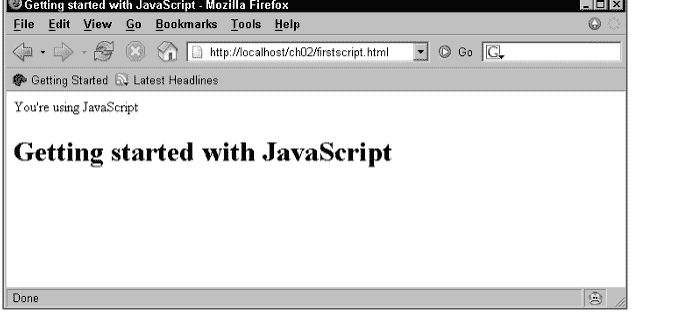 Getting started with JavaScript - Mozilla Firefox
File Edit View Go Bookmarks Tools Help
http://localhost/ch02/firstscript.html Go G
Getting Started Latest Headlines
You're using JavaScript
Getting started with JavaScript
Done